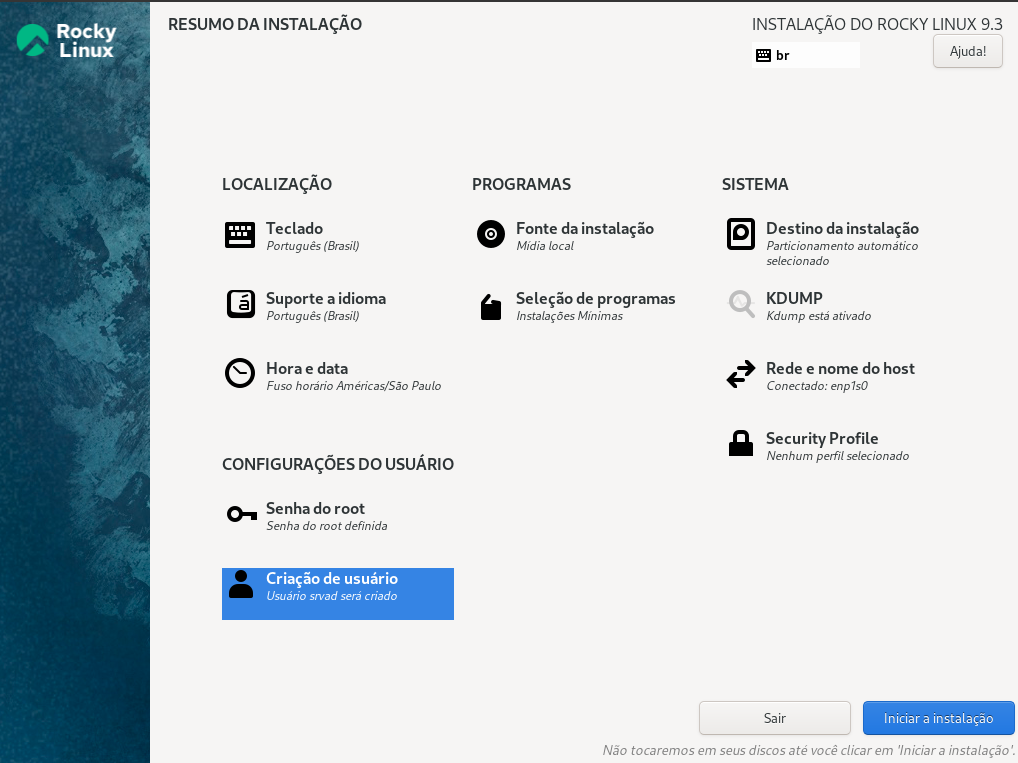 Rocky
Linux
RESUMO DA INSTALAÇÃO
INSTALAÇÃO DO ROCKY LINUX 9.3
br
Ajuda!
LOCALIZAÇÃO
Teclado
Português (Brasil)
Suporte a idioma
Português (Brasil)
Hora e data
Fuso horário Américas/São Paulo
PROGRAMAS
Fonte da instalação
Mídia local
Seleção de programas
Instalações Mínimas
SISTEMA
Destino da instalação
Particionamento automático
selecionado
KDUMP
Kdump está ativado
Rede e nome do host
Conectado: enp1s0
Security Profile
Nenhum perfil selecionado
CONFIGURAÇÕES DO USUÁRIO
Senha do root
Senha do root definida
Criação de usuário
Usuário srvad será criado
Sair
Iniciar a instalação
Não tocaremos em seus discos até você clicar em 'Iniciar a instalação'.